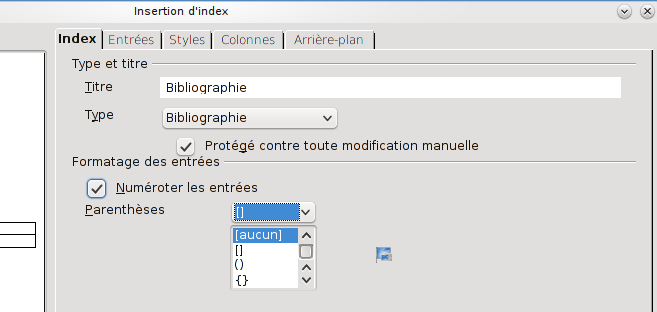 Insertion d'index
Index Entrées Styles Colonnes Arrière-plan
Type et titre
Titre Bibliographie
Type Bibliographie
Protégé contre toute modification manuelle
Formatage des entrées
Numéroter les entrées
Parenthèses []
[aucun]
[]
()
{}